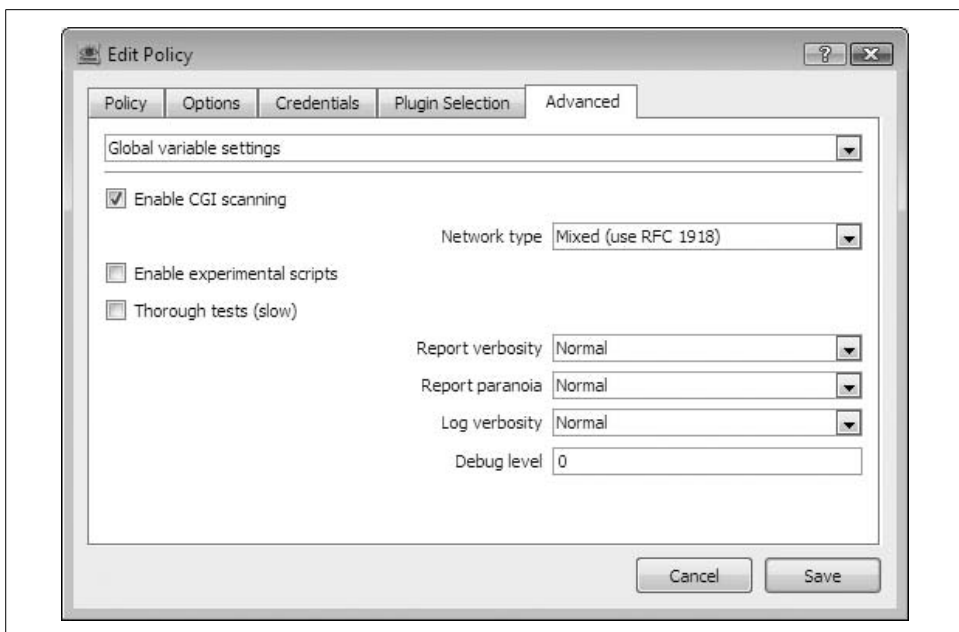 Edit Policy
Policy
Options
Credentials
Plugin Selection
Advanced
Global variable settings
Enable CGI scanning
Network type Mixed (use RFC 1918)
Enable experimental scripts
Thorough tests (slow)
Report verbosity Normal
Report paranoia Normal
Log verbosity Normal
Debug level 0
Cancel
Save